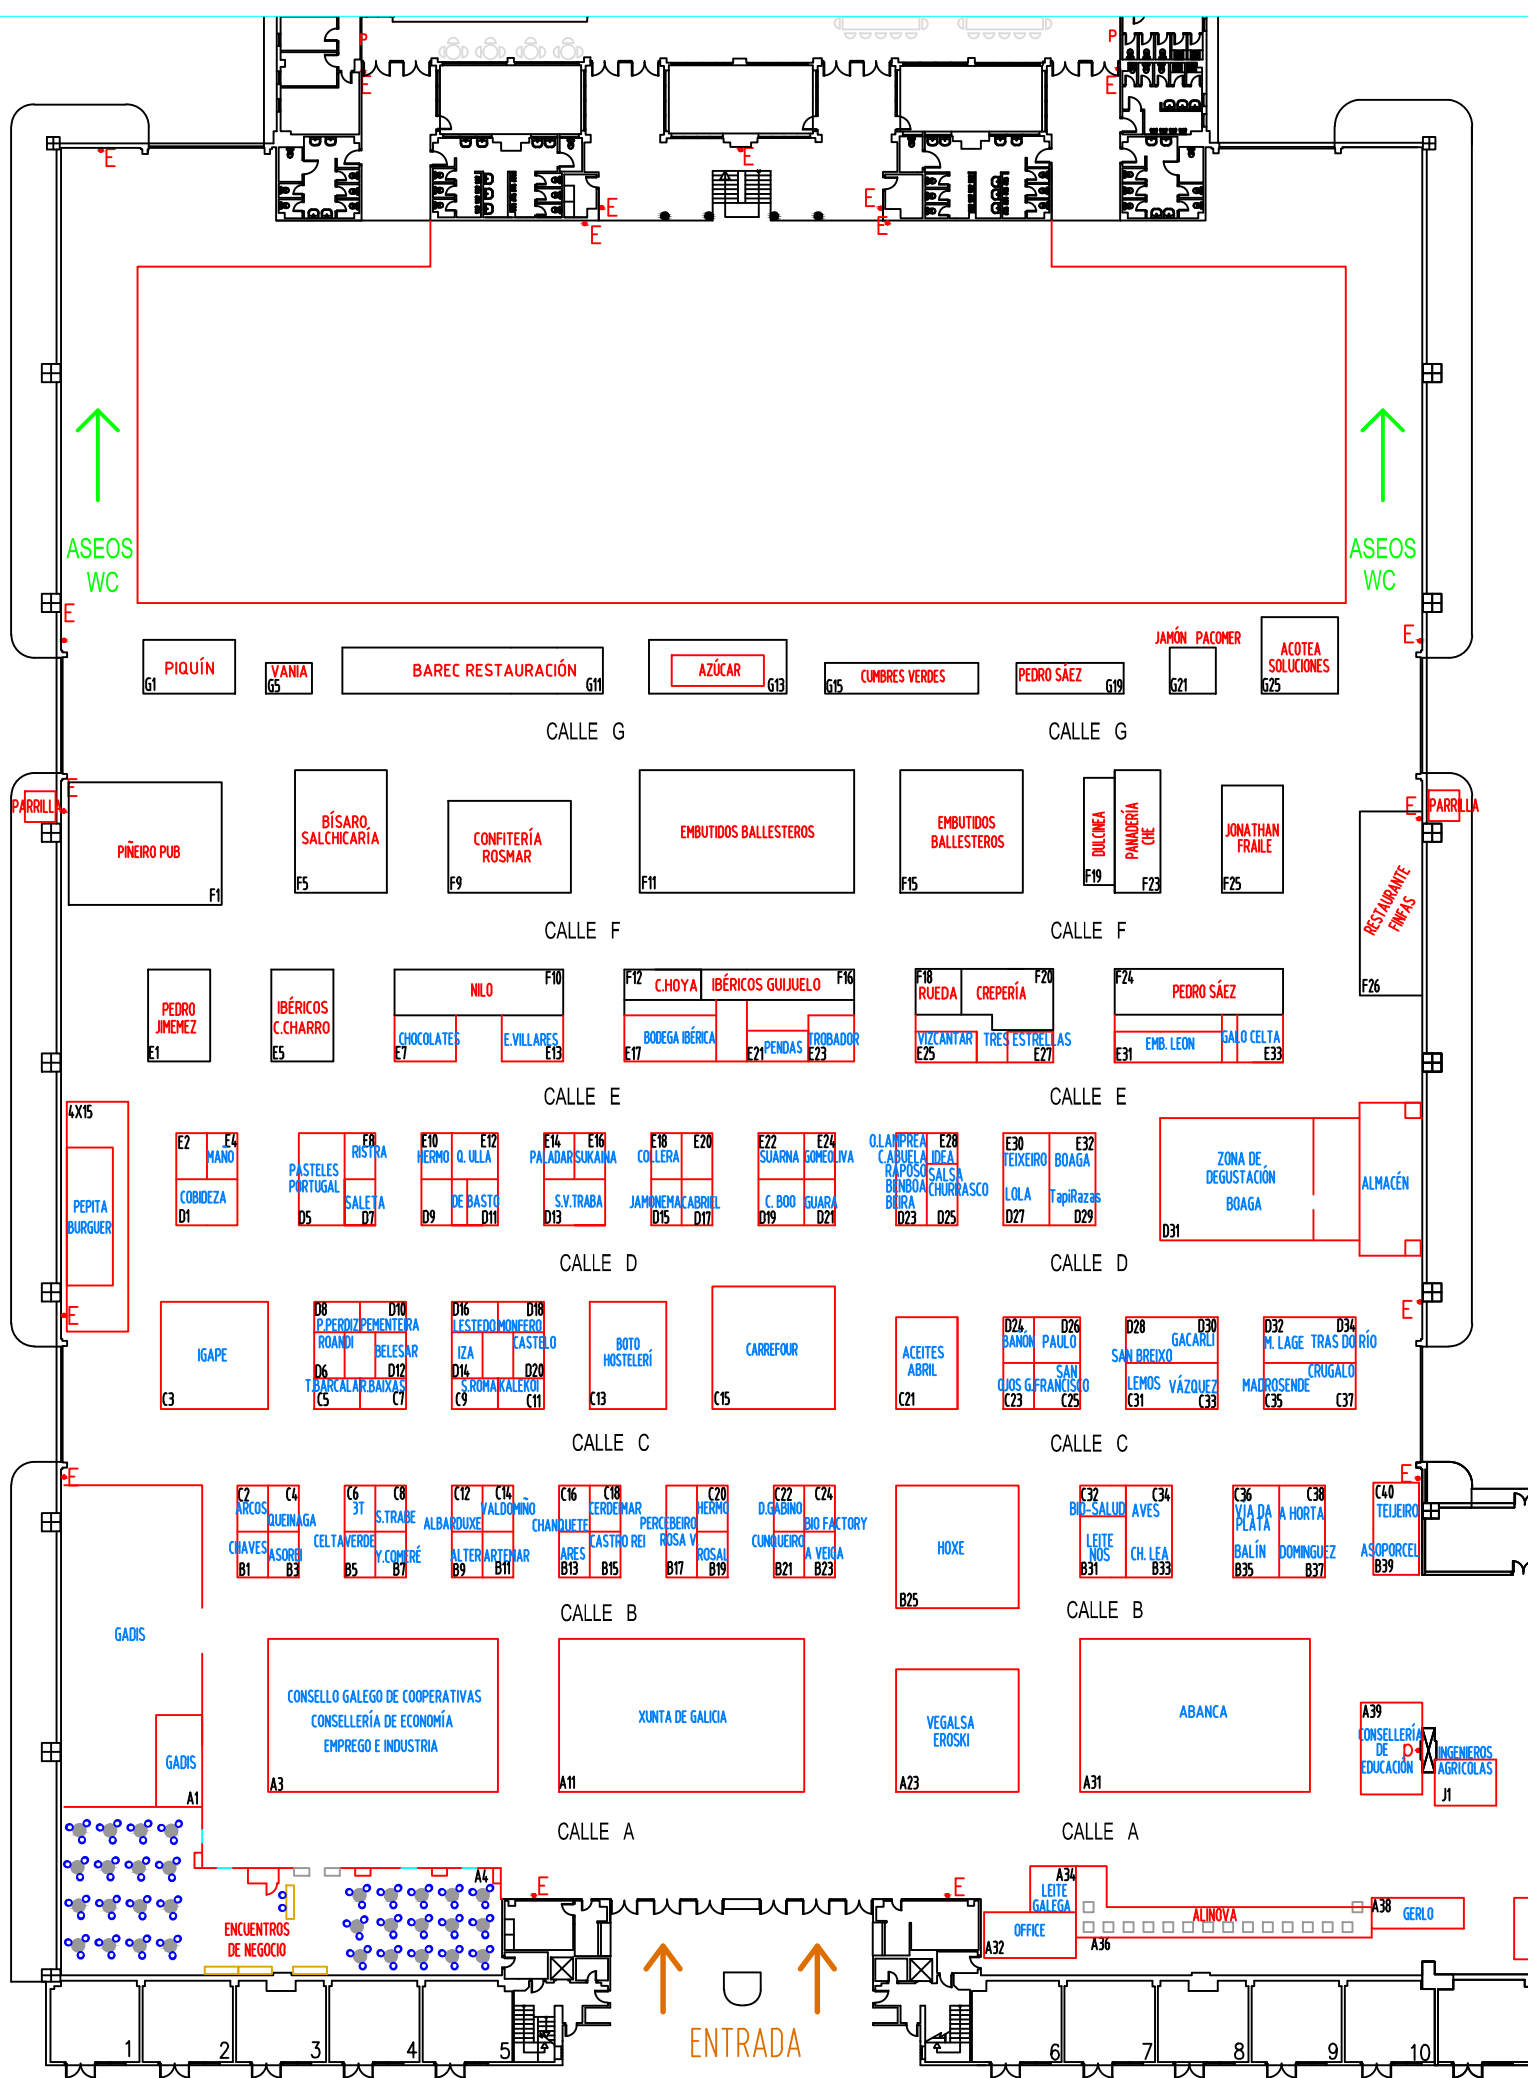 P
P
E
E
E
E
E
E
E
E
ASEOS
WC
ASEOS
WC
E
E
PIQUÍN
G1
VANIA
G5
BAREC RESTAURACIÓN
G11
AZÚCAR
G13
CUMBRES VERDES
G15
PEDRO SÁEZ
G19
JAMÓN PACOMER
G21
ACOTEA
SOLUCIONES
G25
CALLE G
CALLE G
E
PARRILLA
PIÑEIRO PUB
F1
BÍSARO
SALCHICARÍA
F5
CONFITERÍA
ROSMAR
F9
EMBUTIDOS BALLESTEROS
F11
EMBUTIDOS
BALLESTEROS
F15
DULCINEA
F19
PANADERÍA
CHE
F23
JONATHAN
FRAILE
F25
E
PARRILLA
RESTAURANTE
FINFAS
F26
CALLE F
CALLE F
PEDRO
JIMEMEZ
E1
IBÉRICOS
C.CHARRO
E5
F10
NILO
CHOCOLATES
E7
E.VILLARES
E13
F12
C.HOYA
IBÉRICOS GUIJUELO
F16
BODEGA IBÉRICA
E17
E21
PENDAS
TROBADOR
E23
F18
RUEDA
F20
CREPERÍA
VIZCANTAR
E25
TRES ESTRELLAS
E27
F24
PEDRO SÁEZ
EMB. LEON
E31
GALO CELTA
E33
CALLE E
CALLE E
4X15
PEPITA
BURGUER
E2
E4
MAÑO
COBIDEZA
D1
E8
RISTRA
PASTELES
PORTUGAL
D5
SALETA
D7
E10
HERMO
E12
Q. ULLA
D9
DE BASTO
D11
E14
PALADAR
E16
SUKAINA
S.V.TRABA
D13
E18
COLLERA
E20
JAMONEMA
D15
CABRIEL
D17
E22
SUARNA
E24
GOMEOLIVA
C. BOO
D19
GUARA
D21
O.LAMPREA
C.ABUELA
RAPOSO
BENBOA
BEIRA
D23
E28
IDEA
SALSA
CHURRASCO
D25
E30
TEIXEIRO
E32
BOAGA
LOLA
D27
TapiRazas
D29
ZONA DE
DEGUSTACIÓN
BOAGA
D31
ALMACÉN
CALLE D
CALLE D
E
E
IGAPE
C3
D8
P.PERDIZ
D10
PEMENTEIRA
ROANDI
D6
BELESAR
D12
T.BARCALA
C5
R.BAIXAS
C7
D16
LESTEDO
D18
MONFERO
IZA
D14
CASTELO
D20
S.ROMA
C9
KALEKOI
C11
BOTO
HOSTELERÍ
C13
CARREFOUR
C15
ACEITES
ABRIL
C21
D24
BANÓN
D26
PAULO
OJOS G.
C23
SAN
FRANCISCO
C25
D28
SAN BREIXO
D30
GACARLI
LEMOS
C31
VÁZQUEZ
C33
D32
M. LAGE
D34
TRAS DO RÍO
MADROSENDE
C35
CRUGALO
C37
CALLE C
CALLE C
E
E
GADIS
C2
ARCOS
C4
QUEINAGA
CHAVES
B1
ASOREI
B3
C6
3T
C8
S.TRABE
CELTAVERDE
B5
Y.COMERÉ
B7
C12
ALBARDUXE
C14
VALDOMIÑO
ALTER
B9
ARTEMAR
B11
C16
CHANQUETE
C18
CERDEMAR
ARES
B13
CASTRO REI
B15
PERCEBEIRO
C20
HERMO
ROSA V
B17
ROSAL
B19
C22
D.GABINO
C24
BIO FACTORY
CUNQUEIRO
B21
A VEIGA
B23
HOXE
B25
C32
BIO-SALUD
C34
AVES
LEITE
NOS
B31
CH. LEA
B33
C36
VIA DA
PLATA
C38
A HORTA
BALÍN
B35
DOMINGUEZ
B37
C40
TEIJEIRO
ASOPORCEL
B39
CALLE B
CALLE B
GADIS
A1
CONSELLO GALEGO DE COOPERATIVAS
CONSELLERÍA DE ECONOMÍA
EMPREGO E INDUSTRIA
A3
XUNTA DE GALICIA
A11
VEGALSA
EROSKI
A23
ABANCA
A31
A39
CONSELLERÍA
DE
EDUCACIÓN
P
INGENIEROS
AGRICOLAS
J1
CALLE A
CALLE A
A4
E
E
ENCUENTROS
DE NEGOCIO
A34
LEITE
GALEGA
OFFICE
A32
ALINOVA
A36
A38
GERLO
ENTRADA
1
2
3
4
5
6
7
8
9
10